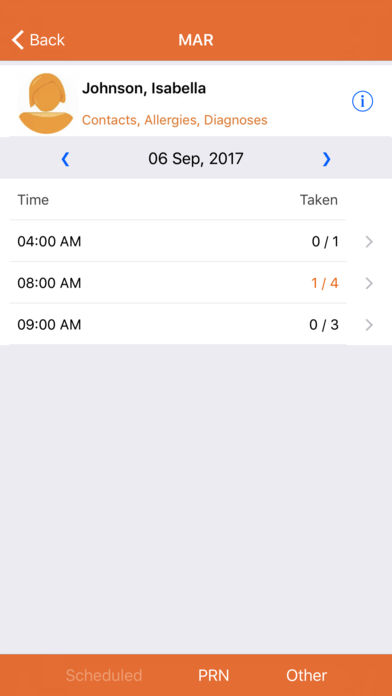 Back MAR
Johnson, Isabella
Contacts, Allergies, Diagnoses
06 Sep, 2017
Time Taken
04:00 AM 0 / 1
08:00 AM 1 / 4
09:00 AM 0 / 3
Scheduled PRN Other